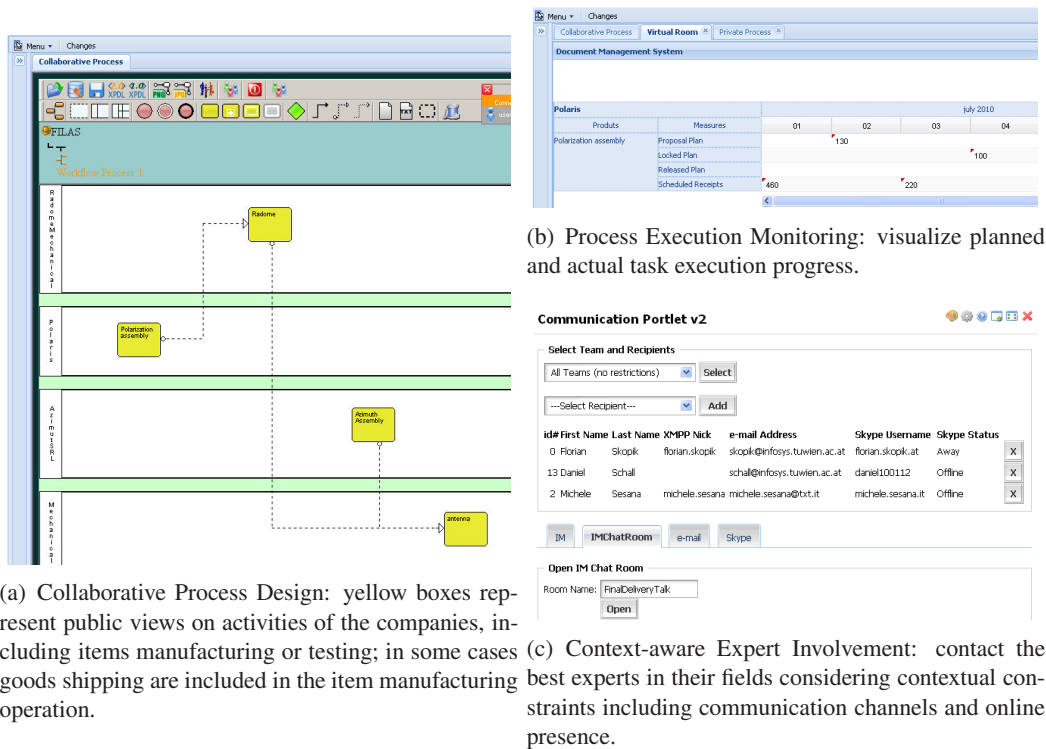 Menu Changes
Collaborative Process
XPDL XPDL PNG JPG
FILAS
Workflow Process 1
RadomeMechanical
Radome
Polaris
Polarization
assembly
AzimutSRL
Azimuth
Assembly
Mechanical
antenna
(a) Collaborative Process Design: yellow boxes rep-
resent public views on activities of the companies, in-
cluding items manufacturing or testing; in some cases
goods shipping are included in the item manufacturing
operation.
Menu Changes
Collaborative Process Virtual Room Private Process
Document Management System
Polaris july 2010
Produts Measures 01 02 03 04
Polarization assembly Proposal Plan 130
Locked Plan 100
Released Plan
Scheduled Receipts 460 220
(b) Process Execution Monitoring: visualize planned
and actual task execution progress.
Communication Portlet v2
Select Team and Recipients
All Teams (no restrictions) Select
---Select Recipient--- Add
id# First Name Last Name XMPP Nick e-mail Address Skype Username Skype Status
0 Florian Skopik florian.skopik skopik@infosys.tuwien.ac.at florian.skopik.at Away X
13 Daniel Schall schall@infosys.tuwien.ac.at daniel100112 Offline X
2 Michele Sesana michele.sesana michele.sesana@txt.it michele.sesana.it Offline X
IM IMChatRoom e-mail Skype
Open IM Chat Room
Room Name: FinalDeliveryTalk
Open
(c) Context-aware Expert Involvement: contact the
best experts in their fields considering contextual con-
straints including communication channels and online
presence.